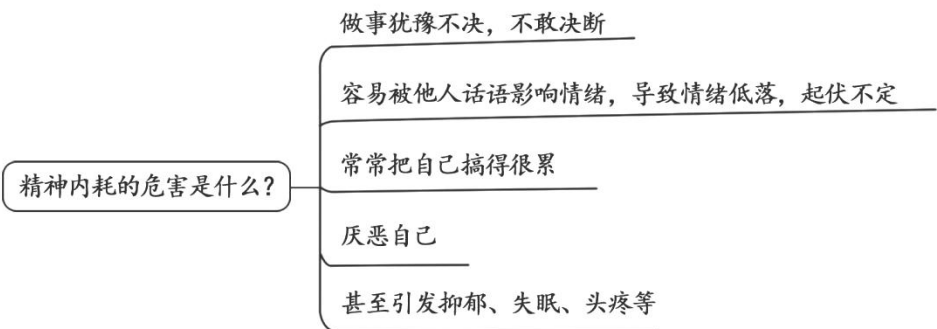 做事犹豫不决，不敢决断
容易被他人话语影响情绪，导致情绪低落，起伏不定
常常把自己搞得很累
精神内耗的危害是什么？
厌恶自己
甚至引发抑郁、失眠、头疼等